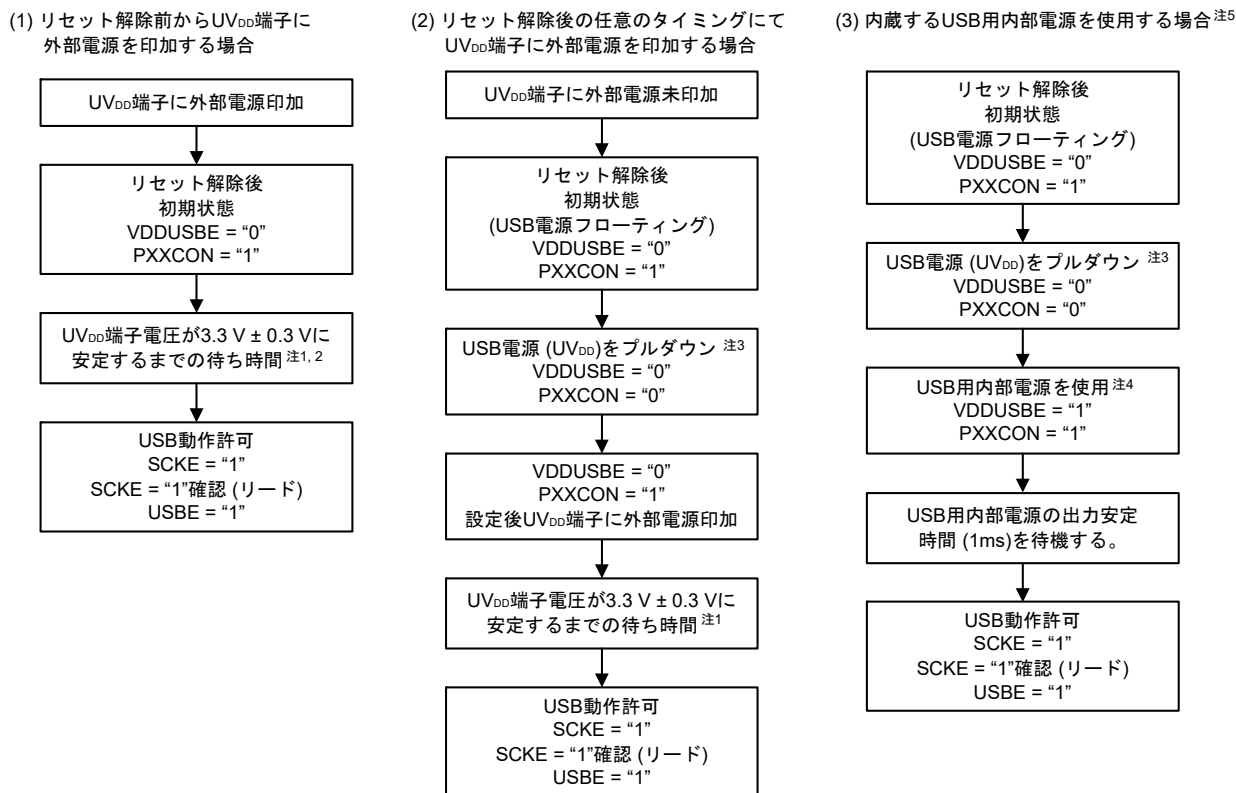 (1) リセット解除前からUVDD端子に
外部電源を印加する場合
UVDD端子に外部電源印加
リセット解除後
初期状態
VDDUSBE = “0”
PXXCON = “1”
UVDD端子電圧が3.3 V ± 0.3 Vに
安定するまでの待ち時間 注1, 2
USB動作許可
SCKE = “1”
SCKE = “1”確認 (リード)
USBE = “1”
(2) リセット解除後の任意のタイミングにて
UVDD端子に外部電源を印加する場合
UVDD端子に外部電源未印加
リセット解除後
初期状態
(USB電源フローティング)
VDDUSBE = “0”
PXXCON = “1”
USB電源 (UVDD)をプルダウン 注3
VDDUSBE = “0”
PXXCON = “0”
VDDUSBE = “0”
PXXCON = “1”
設定後UVDD端子に外部電源印加
UVDD端子電圧が3.3 V ± 0.3 Vに
安定するまでの待ち時間 注1
USB動作許可
SCKE = “1”
SCKE = “1”確認 (リード)
USBE = “1”
(3) 内蔵するUSB用内部電源を使用する場合 注5
リセット解除後
初期状態
(USB電源フローティング)
VDDUSBE = “0”
PXXCON = “1”
USB電源 (UVDD)をプルダウン 注3
VDDUSBE = “0”
PXXCON = “0”
USB用内部電源を使用 注4
VDDUSBE = “1”
PXXCON = “1”
USB用内部電源の出力安定
時間 (1ms)を待機する。
USB動作許可
SCKE = “1”
SCKE = “1”確認 (リード)
USBE = “1”